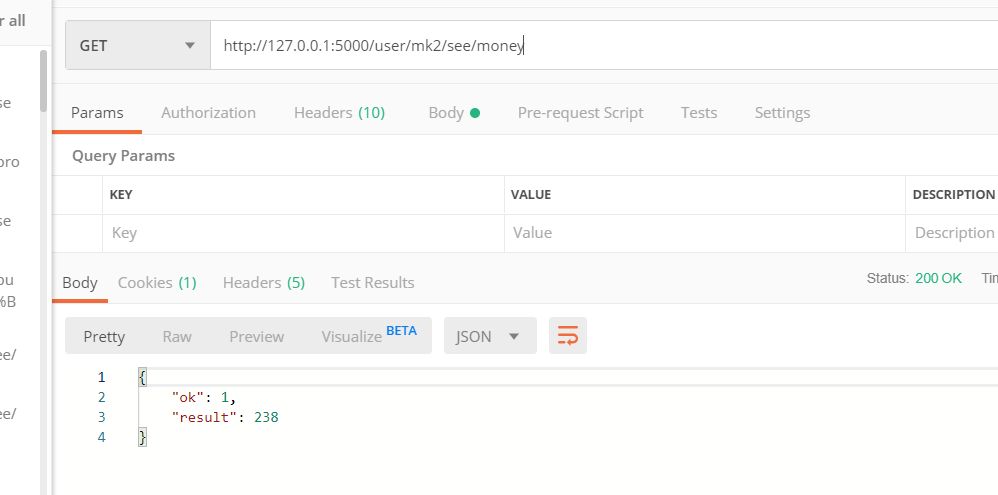 r all
GET
http://127.0.0.1:5000/user/mk2/see/money
se
Params Authorization Headers (10) Body Pre-request Script Tests Settings
oro
Query Params
KEY VALUE DESCRIPTION
se
Key Value Description
ou
Body Cookies (1) Headers (5) Test Results Status: 200 OK Tim
%B
Pretty Raw Preview Visualize BETA JSON
ee/
1 {
2 "ok": 1,
ee/
3 "result": 238
4 }